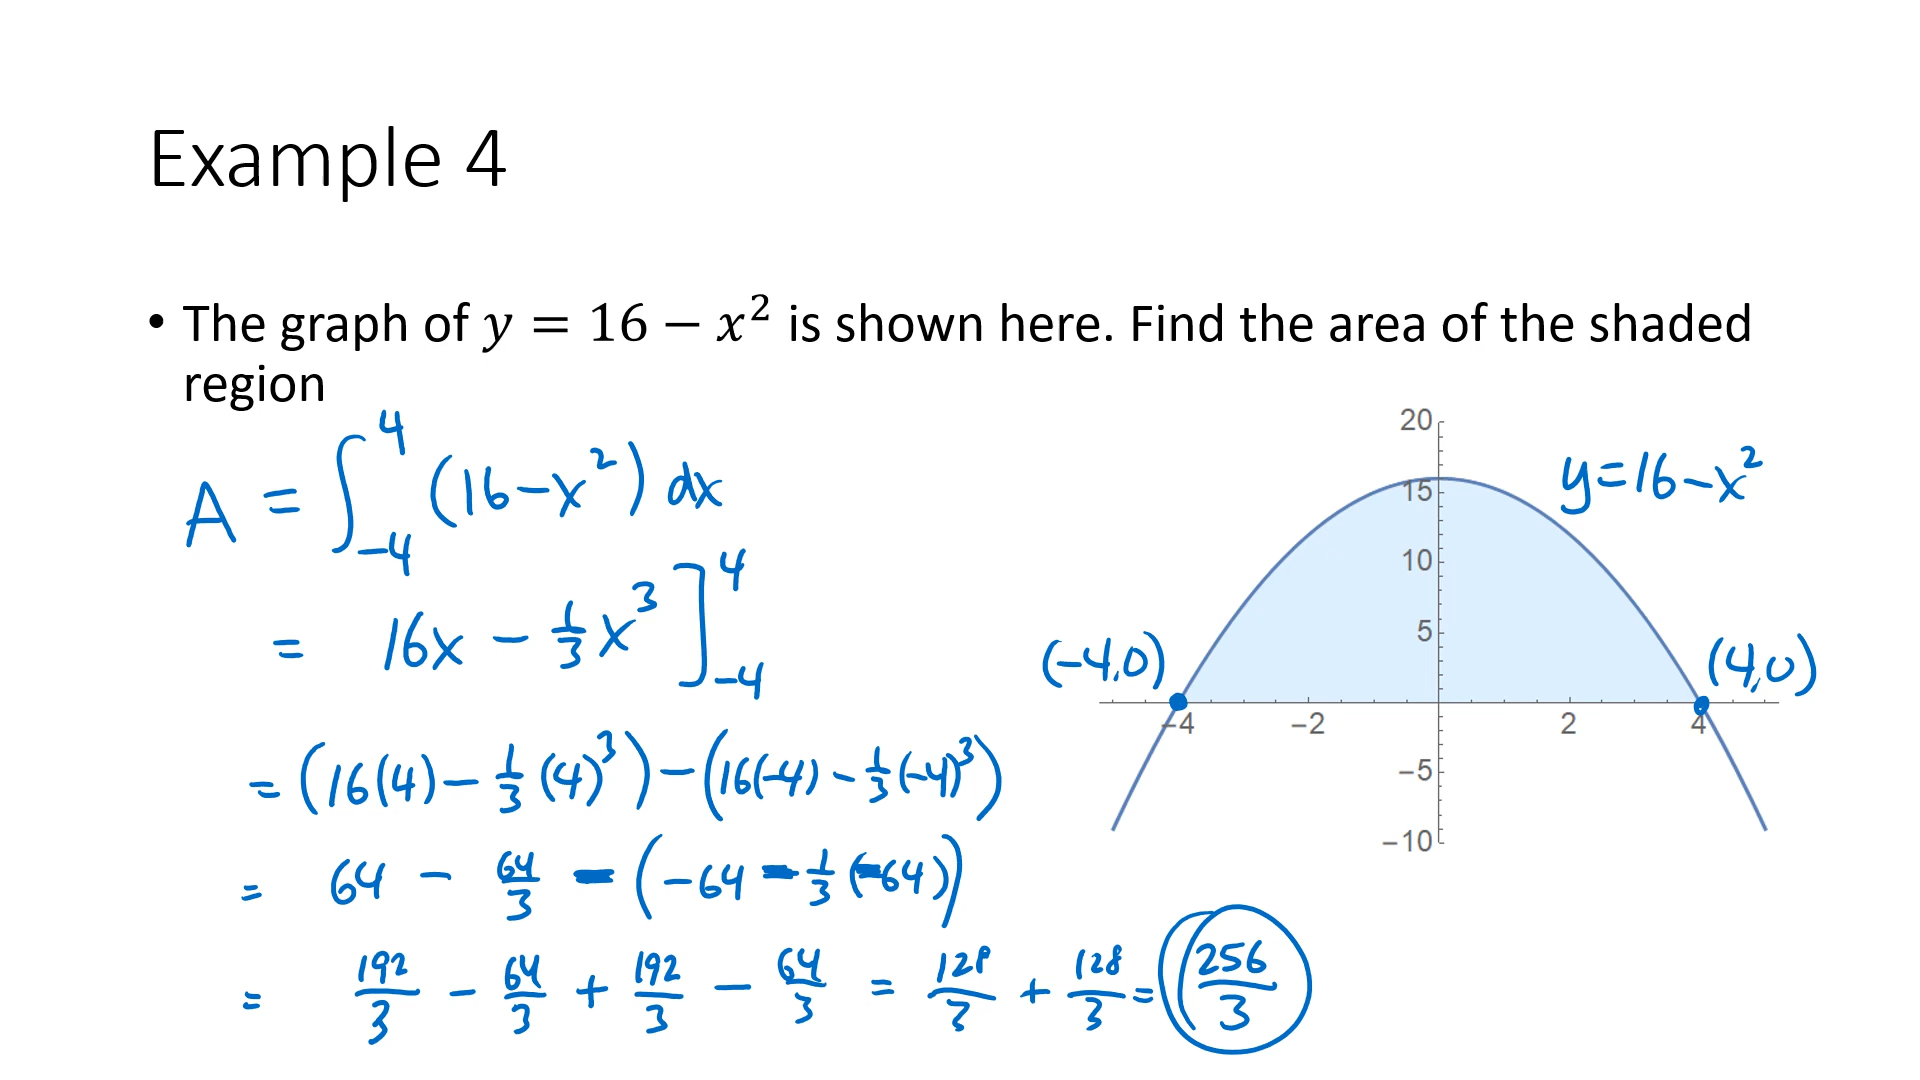 Example 4
• The graph of y = 16 − x² is shown here. Find the area of the shaded
region
A = ∫₋₄⁴ (16−x²) dx
= 16x − 1/3 x³ ]₋₄⁴
= (16(4) − 1/3 (4)³) − (16(−4) − 1/3 (−4)³)
= 64 − 64/3 − (−64 − 1/3 (−64))
= 192/3 − 64/3 + 192/3 − 64/3 = 128/3 + 128/3 = 256/3
20
y=16−x²
15
10
5
(−4,0)
(4,0)
−4 −2 2 4
−5
−10